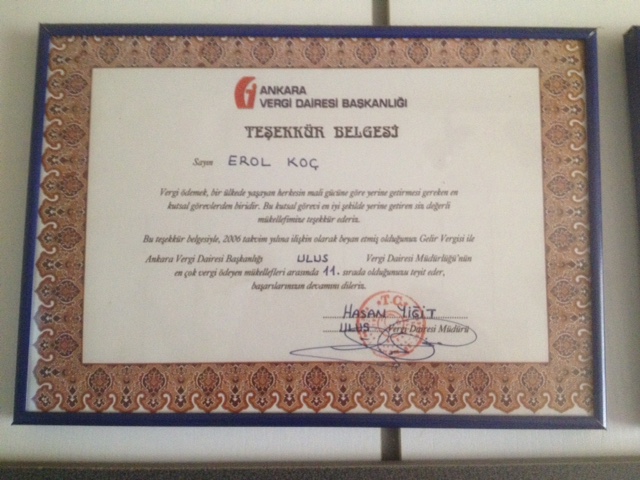 ANKARA
VERGİ DAİRESİ BAŞKANLIĞI
TEŞEKKÜR BELGESİ
Sayın EROL KOÇ
Vergi ödemek, bir ülkede yaşayan herkesin mali gücüne göre yerine getirmesi gereken en
kutsal görevlerden biridir. Bu kutsal görevi en iyi şekilde yerine getiren siz değerli
mükellefimize teşekkür ederiz.
Bu teşekkür belgesiyle, 2006 takvim yılına ilişkin olarak beyan etmiş olduğunuz Gelir Vergisi ile
Ankara Vergi Dairesi Başkanlığı ULUS Vergi Dairesi Müdürlüğü'nün
en çok vergi ödeyen mükellefleri arasında 11. sırada olduğunuzu teyit eder,
başarılarınızın devamını dileriz.
T.C.
HASAN YİĞİT
ULUS Vergi Dairesi Müdürü